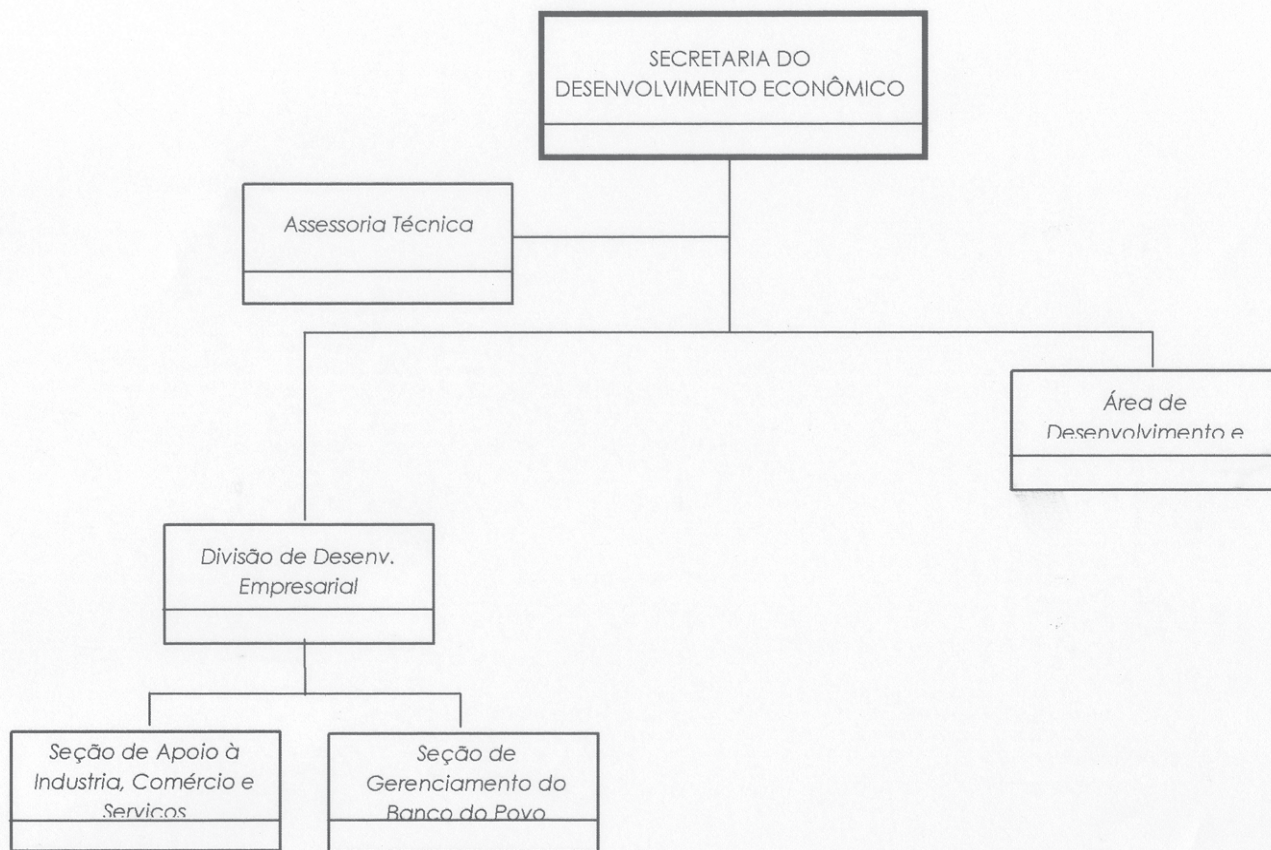 SECRETARIA DO
DESENVOLVIMENTO ECONÔMICO
Assessoria Técnica
Área de
Desenvolvimento e
Divisão de Desenv.
Empresarial
Seção de Apoio à
Industria, Comércio e
Serviços
Seção de
Gerenciamento do
Banco do Povo